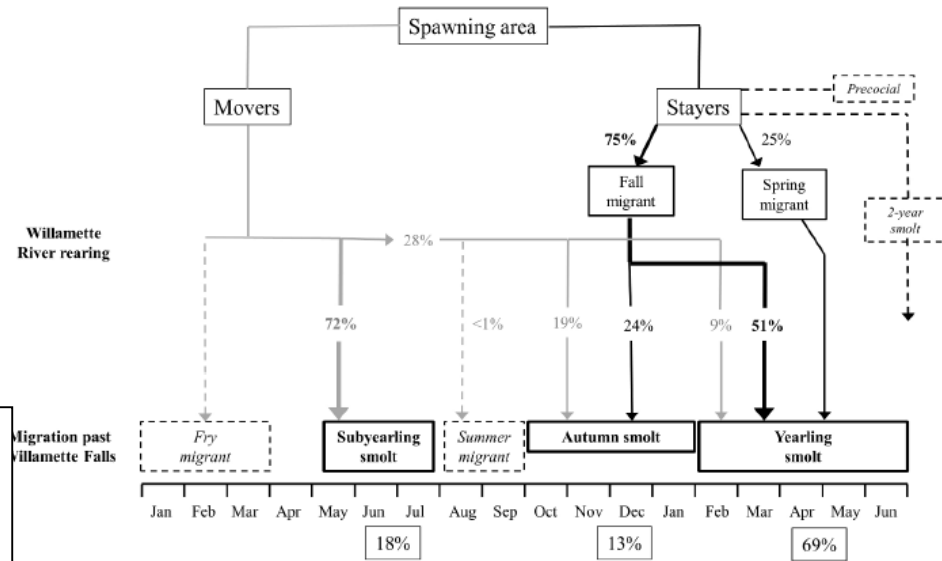 Spawning area
Movers
Stayers
Precocial
75%
25%
Fall
migrant
Spring
migrant
2-year
smolt
Willamette
River rearing
28%
72%
<1%
19%
24%
9%
51%
Migration past
Willamette Falls
Fry
migrant
Subyearling
smolt
Summer
migrant
Autumn smolt
Yearling
smolt
Jan Feb Mar Apr May Jun Jul Aug Sep Oct Nov Dec Jan Feb Mar Apr May Jun
18% 13% 69%